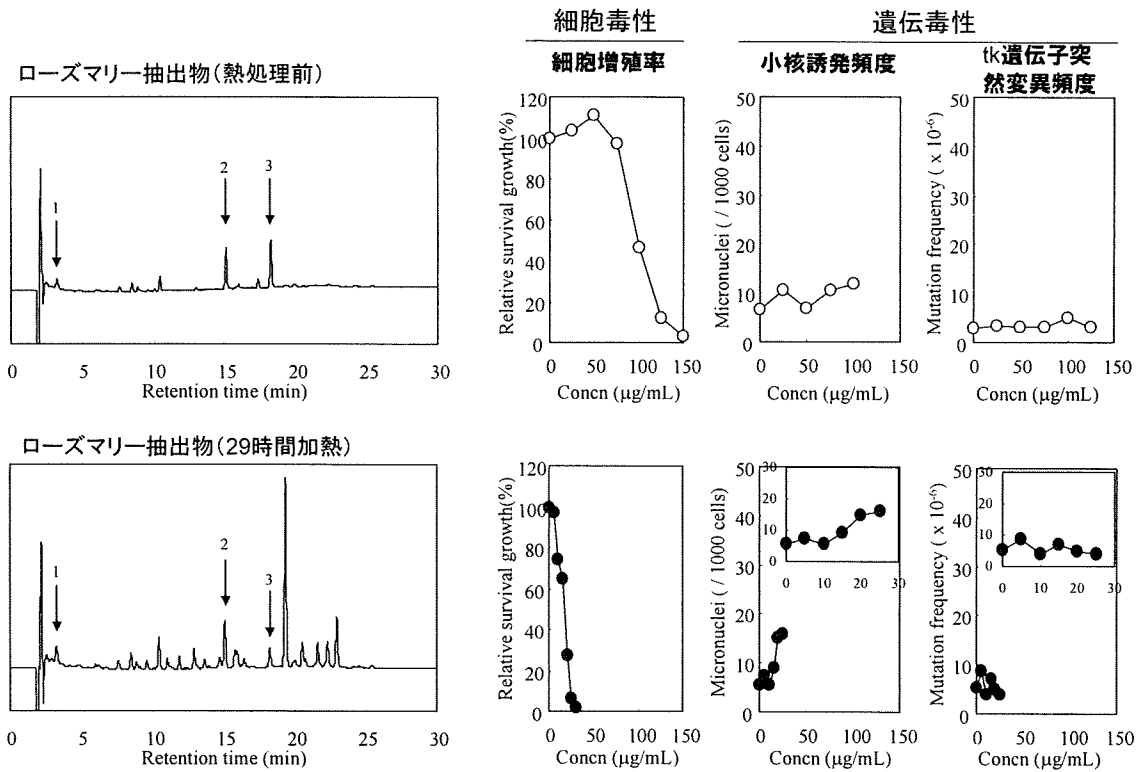 細胞毒性
遺伝毒性
細胞増殖率
小核誘発頻度
tk遺伝子突
然変異頻度
ローズマリー抽出物(熱処理前)
1
2
3
0 5 10 15 20 25 30
Retention time (min)
Relative survival growth(%)
120
100
80
60
40
20
0
0 50 100 150
Concn (µg/mL)
Micronuclei ( / 1000 cells)
50
40
30
20
10
0
0 50 100 150
Concn (µg/mL)
Mutation frequency ( x 10⁻⁶)
50
40
30
20
10
0
0 50 100 150
Concn (µg/mL)
ローズマリー抽出物(29時間加熱)
1
2
3
0 5 10 15 20 25 30
Retention time (min)
Relative survival growth(%)
120
100
80
60
40
20
0
0 50 100 150
Concn (µg/mL)
Micronuclei ( / 1000 cells)
50
40
30
20
10
0
30
20
10
0
0 10 20 30
0 50 100 150
Concn (µg/mL)
Mutation frequency ( x 10⁻⁶)
50
40
30
20
10
0
30
20
10
0
0 10 20 30
0 50 100 150
Concn (µg/mL)